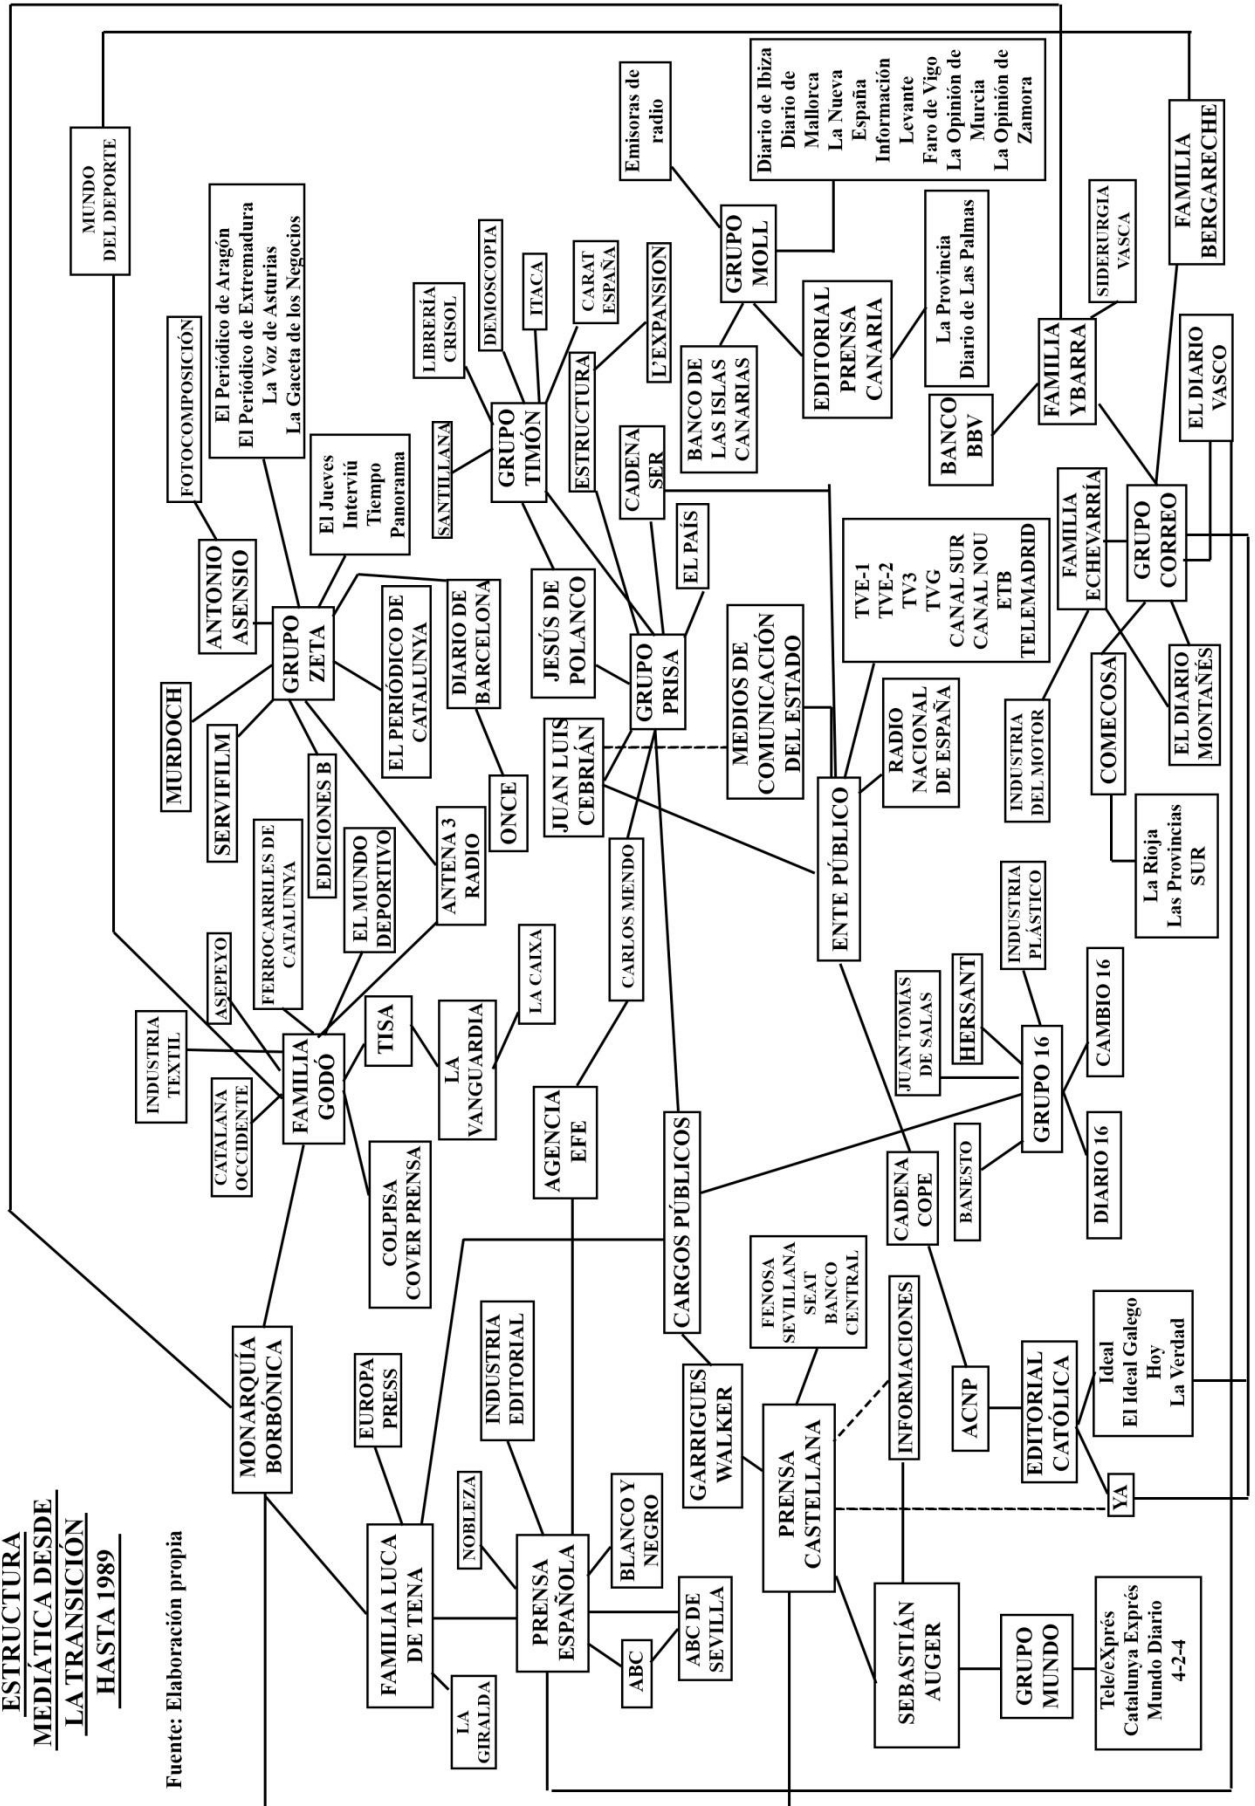 ESTRUCTURA
MEDIÁTICA DESDE
LA TRANSICIÓN
HASTA 1989
Fuente: Elaboración propia
MONARQUÍA
BORBÓNICA
INDUSTRIA
TEXTIL
CATALANA
OCCIDENTE
ASEPEYO
FERROCARRILES DE
CATALUNYA
FAMILIA
GODÓ
EL MUNDO
DEPORTIVO
TISA
LA
VANGUARDIA
LA CAIXA
COLPISA
COVER PRENSA
MUNDO
DEL DEPORTE
MURDOCH
SERVIFILM
EDICIONES B
ANTENA 3
RADIO
FOTOCOMPOSICIÓN
ANTONIO
ASENSIO
GRUPO
ZETA
El Periódico de Aragón
El Periódico de Extremadura
La Voz de Asturias
La Gaceta de los Negocios
El Jueves
Interviú
Tiempo
Panorama
EL PERIÓDICO DE
CATALUNYA
DIARIO DE
BARCELONA
ONCE
EUROPA
PRESS
FAMILIA LUCA
DE TENA
LA
GIRALDA
NOBLEZA
INDUSTRIA
EDITORIAL
PRENSA
ESPAÑOLA
ABC
ABC DE
SEVILLA
BLANCO Y
NEGRO
AGENCIA
EFE
CARLOS MENDO
CARGOS PÚBLICOS
JUAN LUIS
CEBRIÁN
JESÚS DE
POLANCO
GRUPO
PRISA
SANTILLANA
LIBRERÍA
CRISOL
DEMOSCOPIA
ITACA
CARAT
ESPAÑA
GRUPO
TIMÓN
ESTRUCTURA
L'EXPANSION
CADENA
SER
EL PAÍS
Emisoras de
radio
GRUPO
MOLL
Diario de Ibiza
Diario de
Mallorca
La Nueva
España
Información
Levante
Faro de Vigo
La Opinión de
Murcia
La Opinión de
Zamora
BANCO DE
LAS ISLAS
CANARIAS
EDITORIAL
PRENSA
CANARIA
La Provincia
Diario de Las Palmas
GARRIGUES
WALKER
PRENSA
CASTELLANA
FENOSA
SEVILLANA
SEAT
BANCO
CENTRAL
INFORMACIONES
SEBASTIÁN
AUGER
GRUPO
MUNDO
Tele/eXprés
Catalunya Exprés
Mundo Diario
4-2-4
ACNP
EDITORIAL
CATÓLICA
Ideal
El Ideal Galego
Hoy
La Verdad
YA
CADENA
COPE
MEDIOS DE
COMUNICACIÓN
DEL ESTADO
ENTE PÚBLICO
TVE-1
TVE-2
TV3
TVG
CANAL SUR
CANAL NOU
ETB
TELEMADRID
RADIO
NACIONAL
DE ESPAÑA
JUAN TOMAS
DE SALAS
HERSANT
INDUSTRIA
PLÁSTICO
BANESTO
GRUPO 16
DIARIO 16
CAMBIO 16
BANCO
BBV
FAMILIA
YBARRA
SIDERURGIA
VASCA
FAMILIA
BERGARECHE
FAMILIA
ECHEVARRÍA
INDUSTRIA
DEL MOTOR
GRUPO
CORREO
EL DIARIO
VASCO
COMECOSA
EL DIARIO
MONTAÑÉS
La Rioja
Las Provincias
SUR